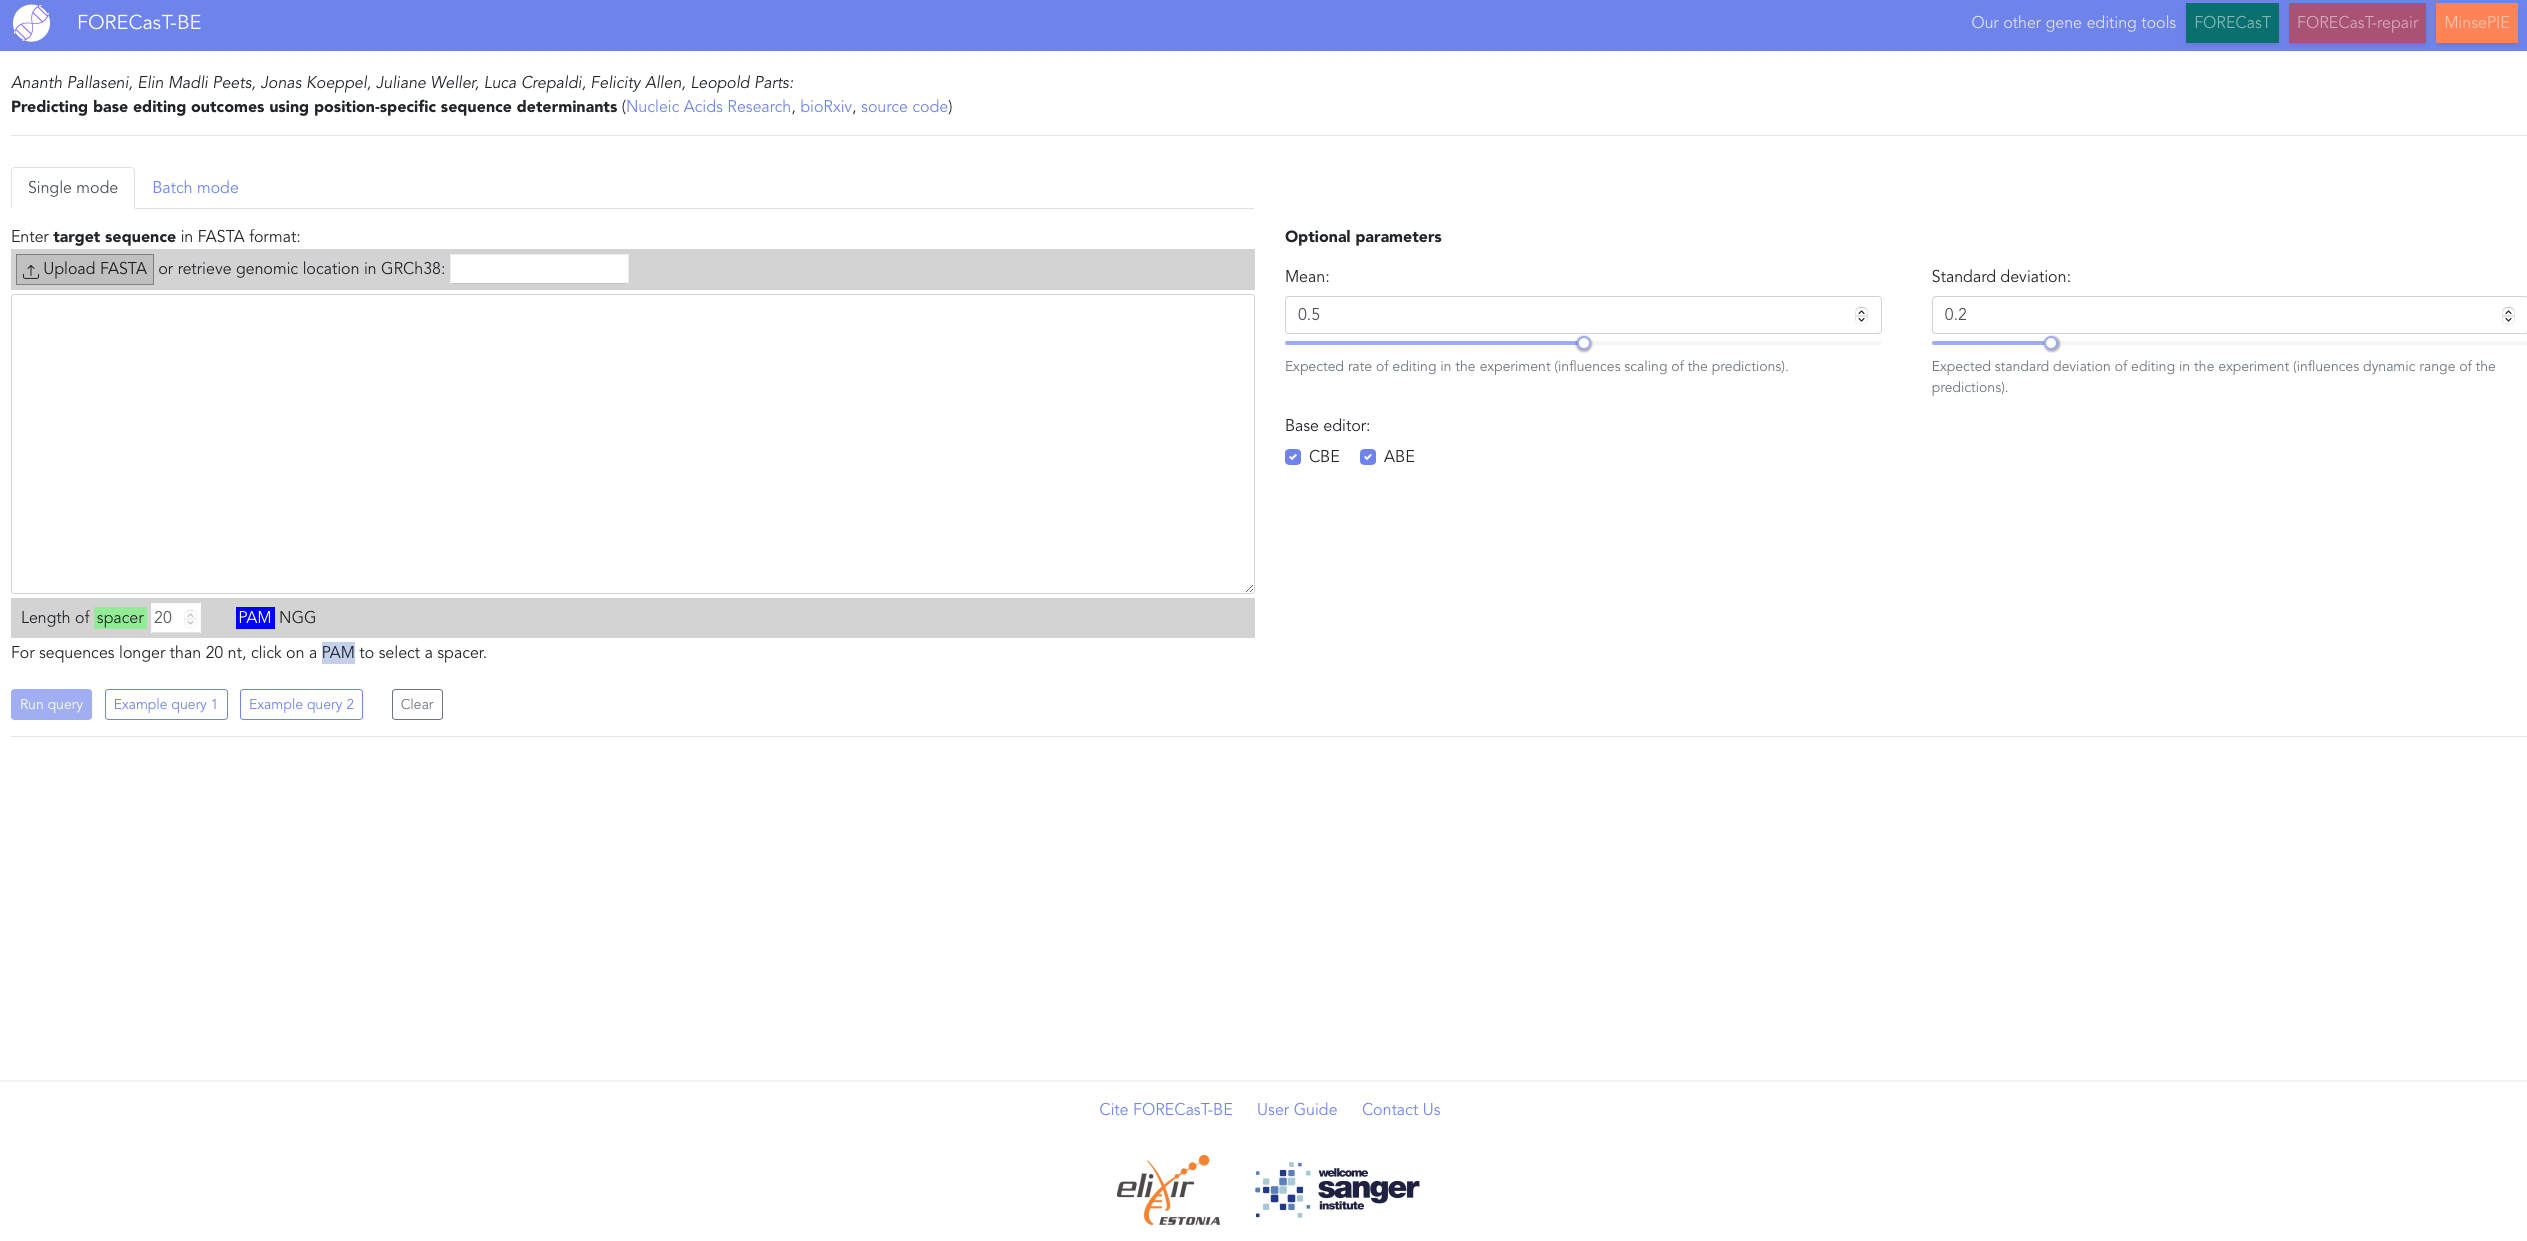 FORECasT-BE
Our other gene editing tools FORECasT FORECasT-repair MinsePIE
Ananth Pallaseni, Elin Madli Peets, Jonas Koeppel, Juliane Weller, Luca Crepaldi, Felicity Allen, Leopold Parts:
Predicting base editing outcomes using position-specific sequence determinants (Nucleic Acids Research, bioRxiv, source code)
Single mode Batch mode
Enter target sequence in FASTA format:
Upload FASTA or retrieve genomic location in GRCh38:
Length of spacer 20 PAM NGG
For sequences longer than 20 nt, click on a PAM to select a spacer.
Run query Example query 1 Example query 2 Clear
Optional parameters
Mean:
0.5
Expected rate of editing in the experiment (influences scaling of the predictions).
Standard deviation:
0.2
Expected standard deviation of editing in the experiment (influences dynamic range of the
predictions).
Base editor:
CBE ABE
Cite FORECasT-BE User Guide Contact Us
elixir
ESTONIA
wellcome
sanger
institute